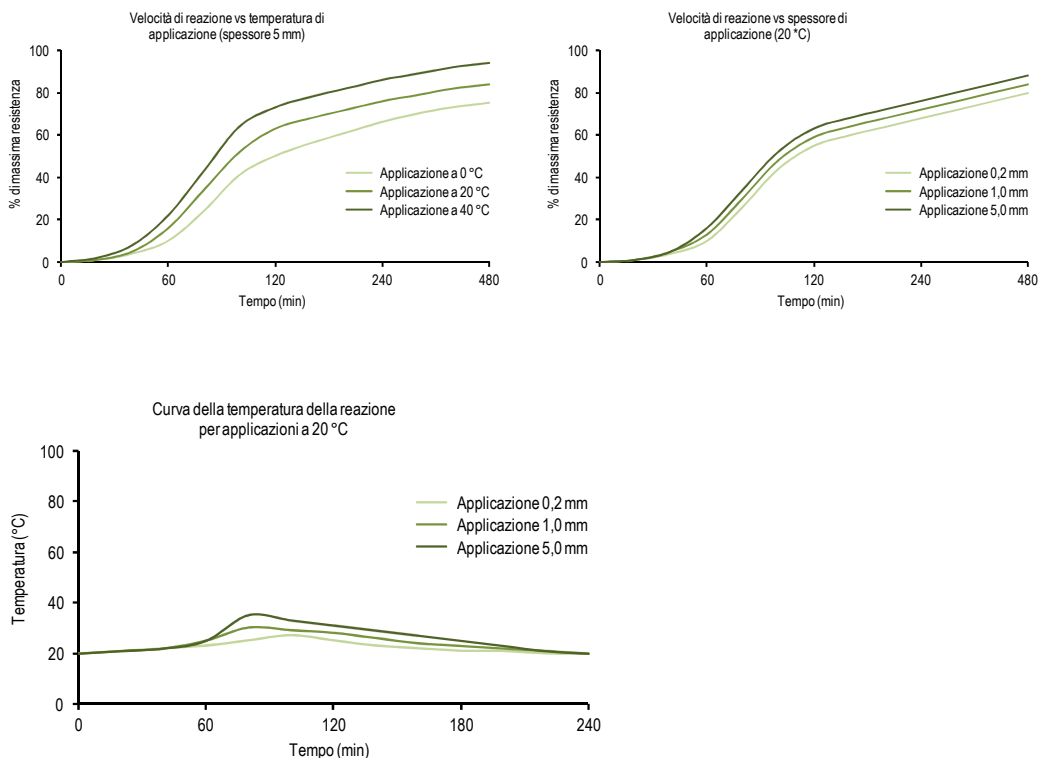 Velocità di reazione vs temperatura di
applicazione (spessore 5 mm)
% di massima resistenza
100
80
60
40
20
0
Applicazione a 0 °C
Applicazione a 20 °C
Applicazione a 40 °C
0 60 120 240 480
Tempo (min)
Velocità di reazione vs spessore di
applicazione (20 °C)
% di massima resistenza
100
80
60
40
20
0
Applicazione 0,2 mm
Applicazione 1,0 mm
Applicazione 5,0 mm
0 60 120 240 480
Tempo (min)
Curva della temperatura della reazione
per applicazioni a 20 °C
Temperatura (°C)
100
80
60
40
20
0
Applicazione 0,2 mm
Applicazione 1,0 mm
Applicazione 5,0 mm
0 60 120 180 240
Tempo (min)